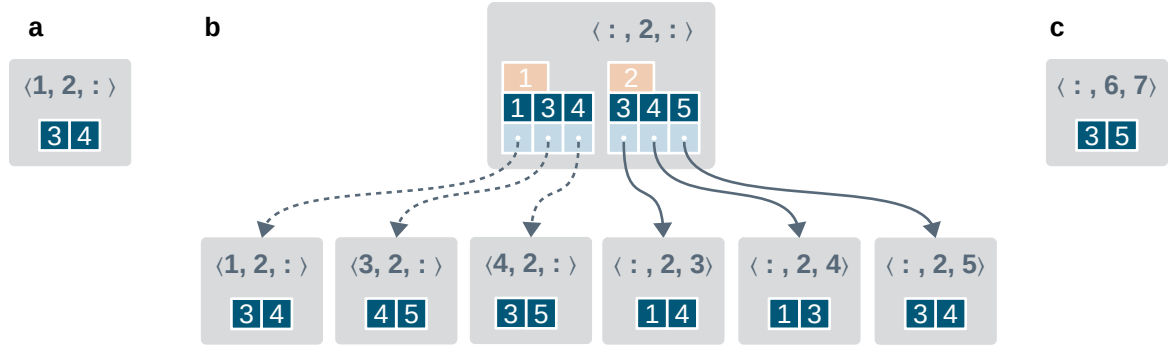 a
⟨1, 2, : ⟩
3 4
b
⟨ : , 2, : ⟩
1 2
1 3 4 3 4 5
⟨1, 2, : ⟩
3 4
⟨3, 2, : ⟩
4 5
⟨4, 2, : ⟩
3 5
⟨ : , 2, 3⟩
1 4
⟨ : , 2, 4⟩
1 3
⟨ : , 2, 5⟩
3 4
c
⟨ : , 6, 7⟩
3 5